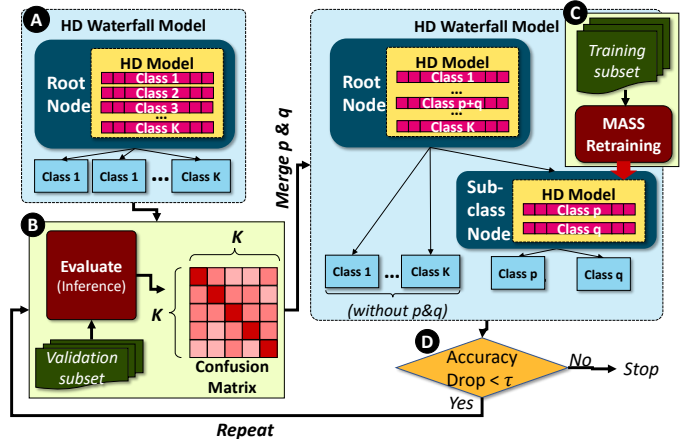 A
HD Waterfall Model
Root
Node
HD Model
Class 1
Class 2
Class 3
...
Class K
Class 1
Class 1
...
Class K
B
Evaluate
(Inference)
Validation
subset
K
K
Confusion
Matrix
Merge p & q
HD Waterfall Model
Root
Node
HD Model
Class 1
...
Class p+q
...
Class K
C
Training
subset
MASS
Retraining
Sub-
class
Node
HD Model
Class p
Class q
Class 1
...
Class K
Class p
Class q
(without p&q)
D
Accuracy
Drop < τ
No
Stop
Yes
Repeat